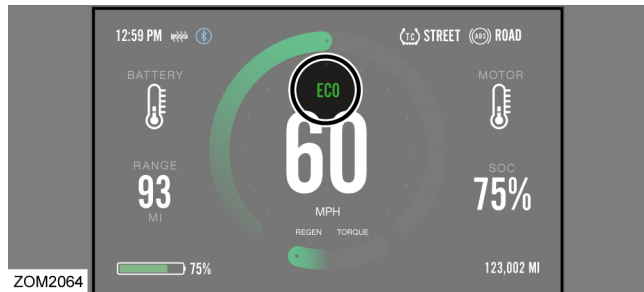 12:59 PM
TC STREET ABS ROAD
BATTERY
ECO
MOTOR
60
RANGE
93
MI
MPH
SOC
75%
REGEN TORQUE
75%
123,002 MI
ZOM2064